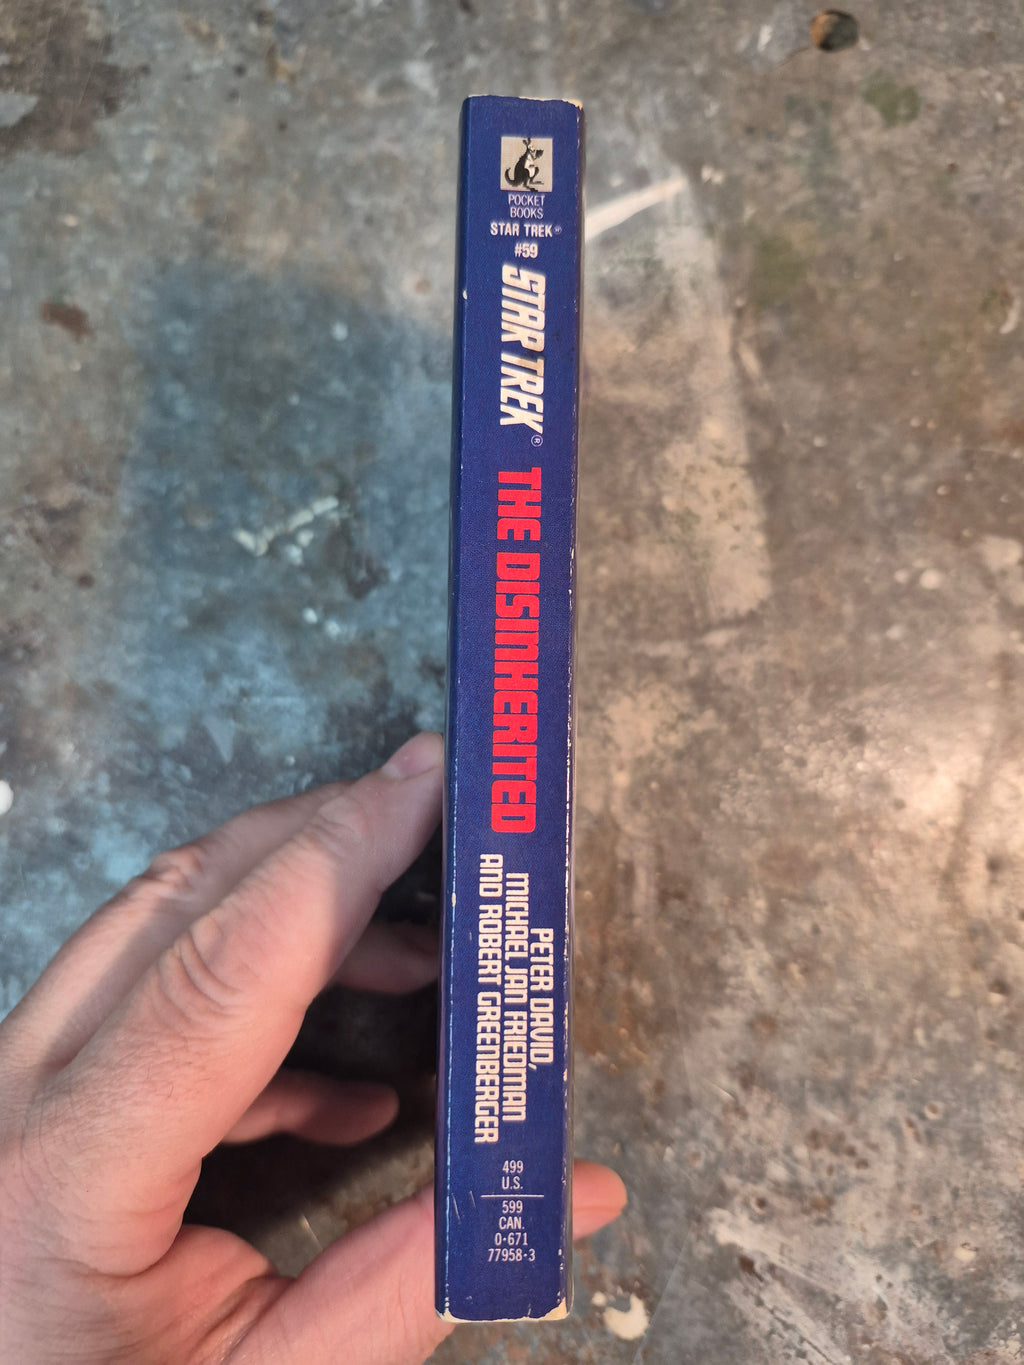 POCKET
BOOKS
STAR TREK®
#59
STAR TREK®
THE DISINHERITED
PETER DAVID,
MICHAEL JAN FRIEDMAN
AND ROBERT GREENBERGER
499
U.S.
599
CAN.
0-671
77958-3